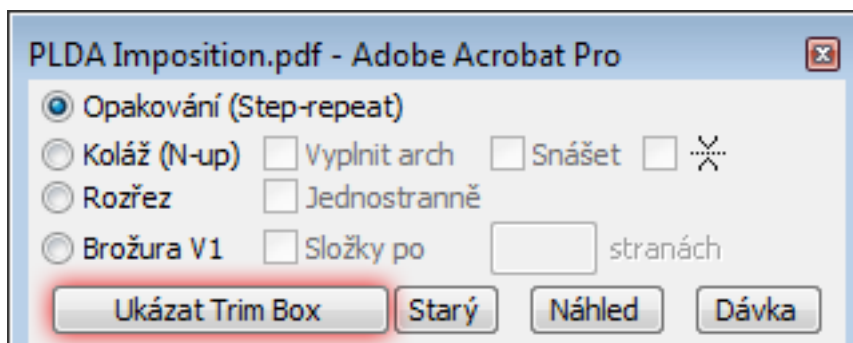 PLDA Imposition.pdf - Adobe Acrobat Pro
Opakování (Step-repeat)
Koláž (N-up) Vyplnit arch Snášet
Rozřez Jednostranně
Brožura V1 Složky po stranách
Ukázat Trim Box Starý Náhled Dávka